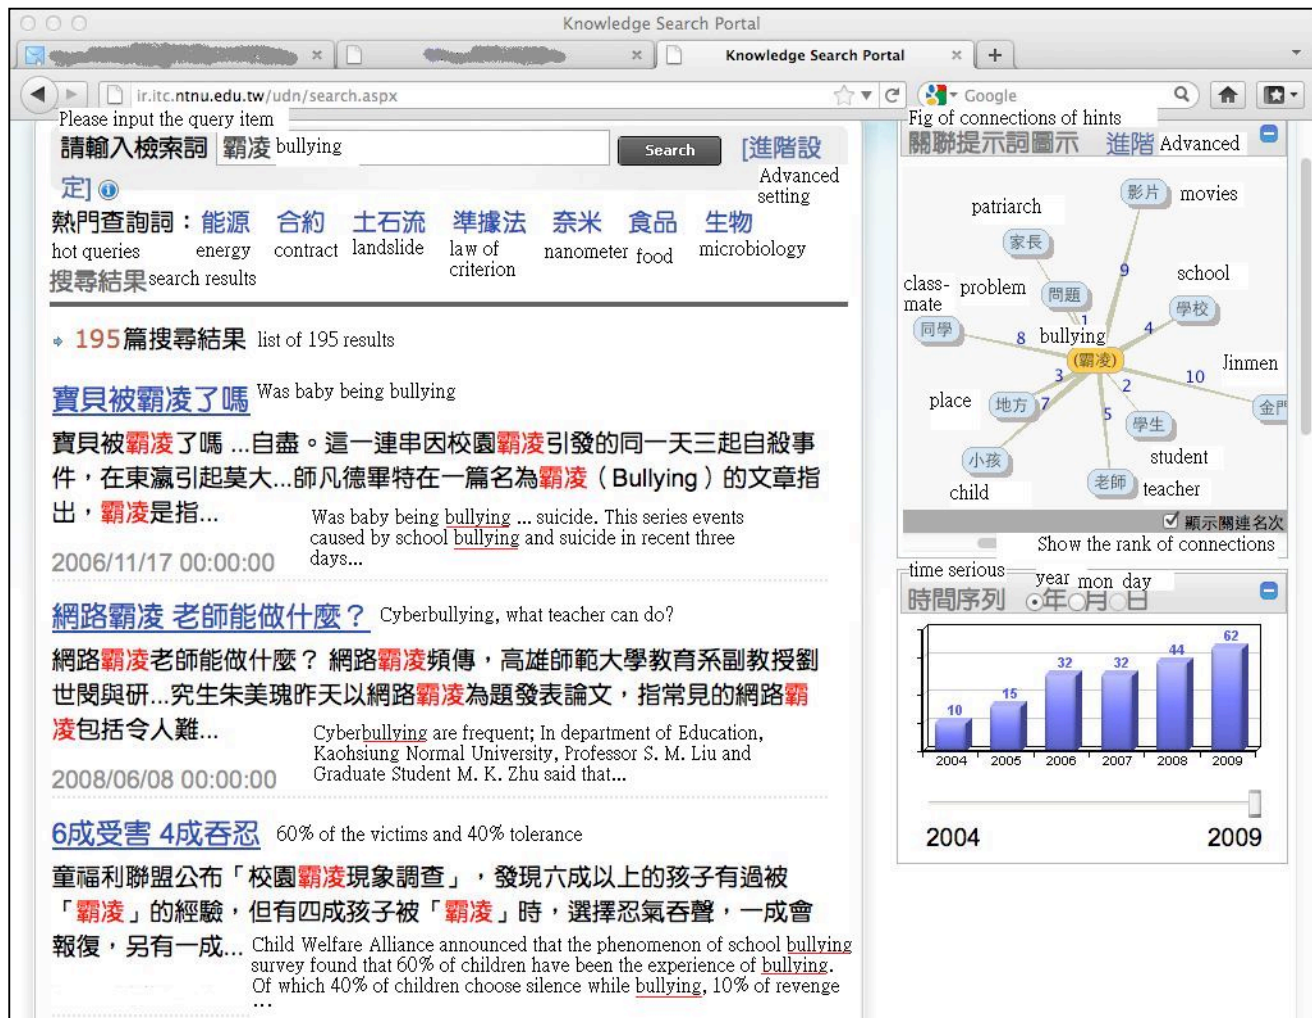 Knowledge Search Portal
Knowledge Search Portal
ir.itc.ntnu.edu.tw/udn/search.aspx
Google
Please input the query item
請輸入檢索詞 霸凌 bullying Search [進階設
定]
Advanced
setting
熱門查詢詞：能源 合約 土石流 準據法 奈米 食品 生物
hot queries energy contract landslide law of
criterion nanometer food microbiology
搜尋結果 search results
195篇搜尋結果 list of 195 results
寶貝被霸凌了嗎 Was baby being bullying
寶貝被霸凌了嗎 ...自盡。這一連串因校園霸凌引發的同一天三起自殺事
件，在東瀛引起莫大...師凡德畢特在一篇名為霸凌（Bullying）的文章指
出，霸凌是指...
Was baby being bullying ... suicide. This series events
caused by school bullying and suicide in recent three
days...
2006/11/17 00:00:00
網路霸凌 老師能做什麼？ Cyberbullying, what teacher can do?
網路霸凌老師能做什麼？ 網路霸凌頻傳，高雄師範大學教育系副教授劉
世閔與研...究生朱美瑰昨天以網路霸凌為題發表論文，指常見的網路霸
凌包括令人難...
Cyberbullying are frequent; In department of Education,
Kaohsiung Normal University, Professor S. M. Liu and
Graduate Student M. K. Zhu said that...
2008/06/08 00:00:00
6成受害 4成吞忍 60% of the victims and 40% tolerance
童福利聯盟公布「校園霸凌現象調查」，發現六成以上的孩子有過被
「霸凌」的經驗，但有四成孩子被「霸凌」時，選擇忍氣吞聲，一成會
報復，另有一成...
Child Welfare Alliance announced that the phenomenon of school bullying
survey found that 60% of children have been the experience of bullying.
Of which 40% of children choose silence while bullying, 10% of revenge
...
Fig of connections of hints
關聯提示詞圖示 進階 Advanced
影片 movies
patriarch
家長
9
school
學校
class-
mate
problem
問題
1
4
同學
8
bullying
(霸凌)
Jinmen
10
金門
3
2
place
地方
7
5
學生
student
小孩
child
老師
teacher
顯示關連名次
Show the rank of connections
time serious
year mon day
時間序列 年 月 日
10 15 32 32 44 62
2004 2005 2006 2007 2008 2009
2004 2009